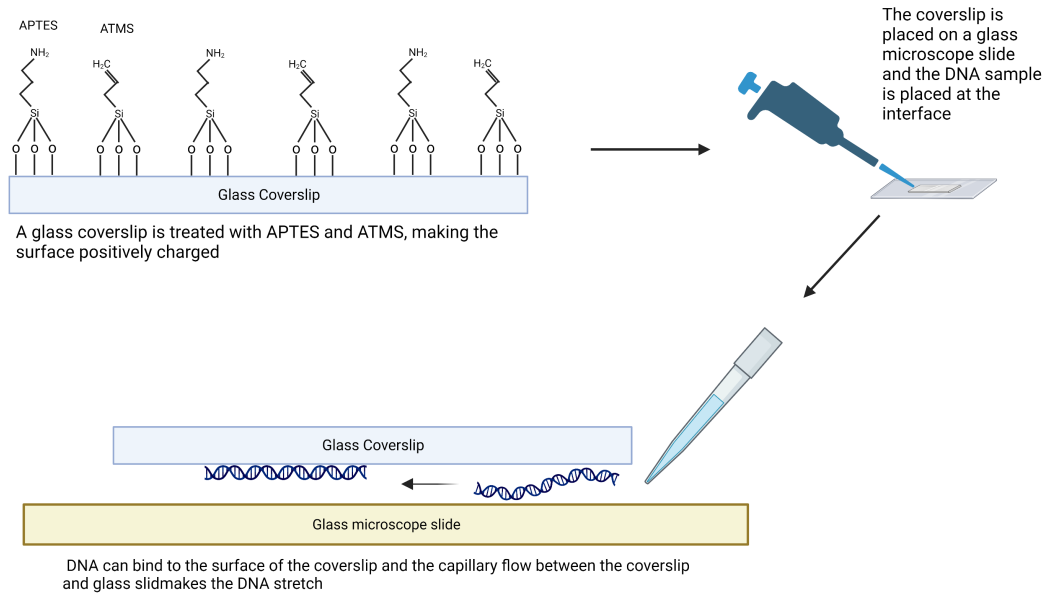 APTES
ATMS
NH₂
H₂C
NH₂
H₂C
NH₂
H₂C
Si
Si
Si
Si
Si
Si
O O O
O O O
O O O
O O O
O O O
O O O
Glass Coverslip
A glass coverslip is treated with APTES and ATMS, making the
surface positively charged
The coverslip is
placed on a glass
microscope slide
and the DNA sample
is placed at the
interface
Glass Coverslip
Glass microscope slide
DNA can bind to the surface of the coverslip and the capillary flow between the coverslip
and glass slidmakes the DNA stretch